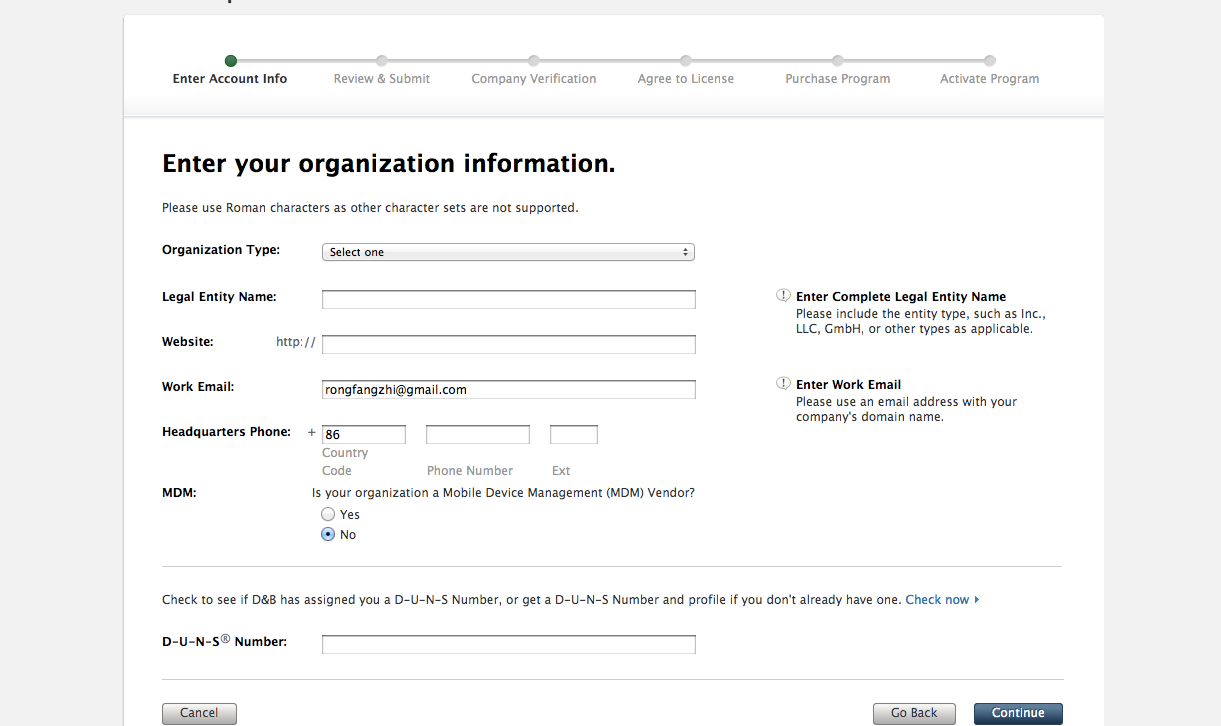 Enter Account Info Review & Submit Company Verification Agree to License Purchase Program Activate Program
Enter your organization information.
Please use Roman characters as other character sets are not supported.
Organization Type: Select one
Legal Entity Name:
! Enter Complete Legal Entity Name
Please include the entity type, such as Inc.,
LLC, GmbH, or other types as applicable.
Website: http://
Work Email: rongfangzhi@gmail.com
! Enter Work Email
Please use an email address with your
company's domain name.
Headquarters Phone: + 86
Country
Code Phone Number Ext
MDM: Is your organization a Mobile Device Management (MDM) Vendor?
Yes
No
Check to see if D&B has assigned you a D-U-N-S Number, or get a D-U-N-S Number and profile if you don't already have one. Check now
D-U-N-S® Number:
Cancel Go Back Continue